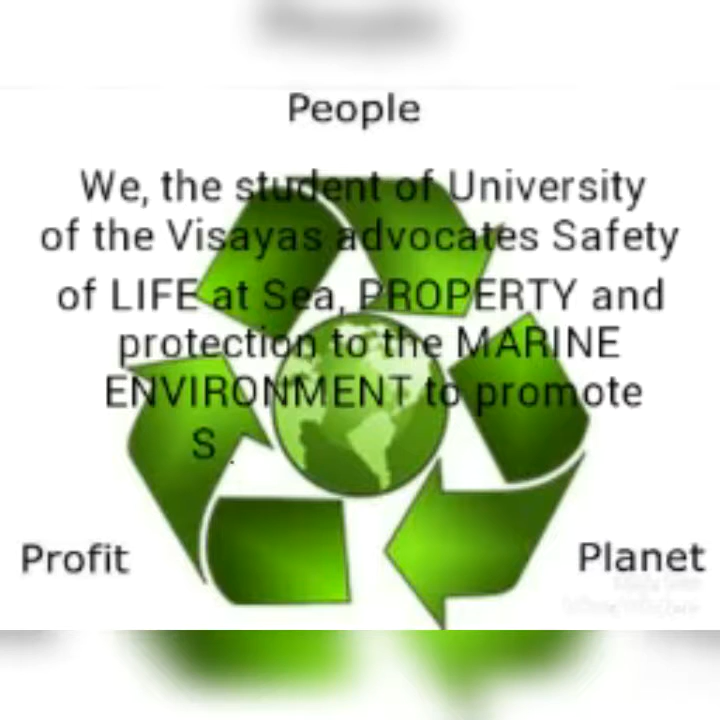 People
We, the student of University
of the Visayas advocates Safety
of LIFE at Sea, PROPERTY and
protection to the MARINE
ENVIRONMENT to promote
S .
Profit
Planet